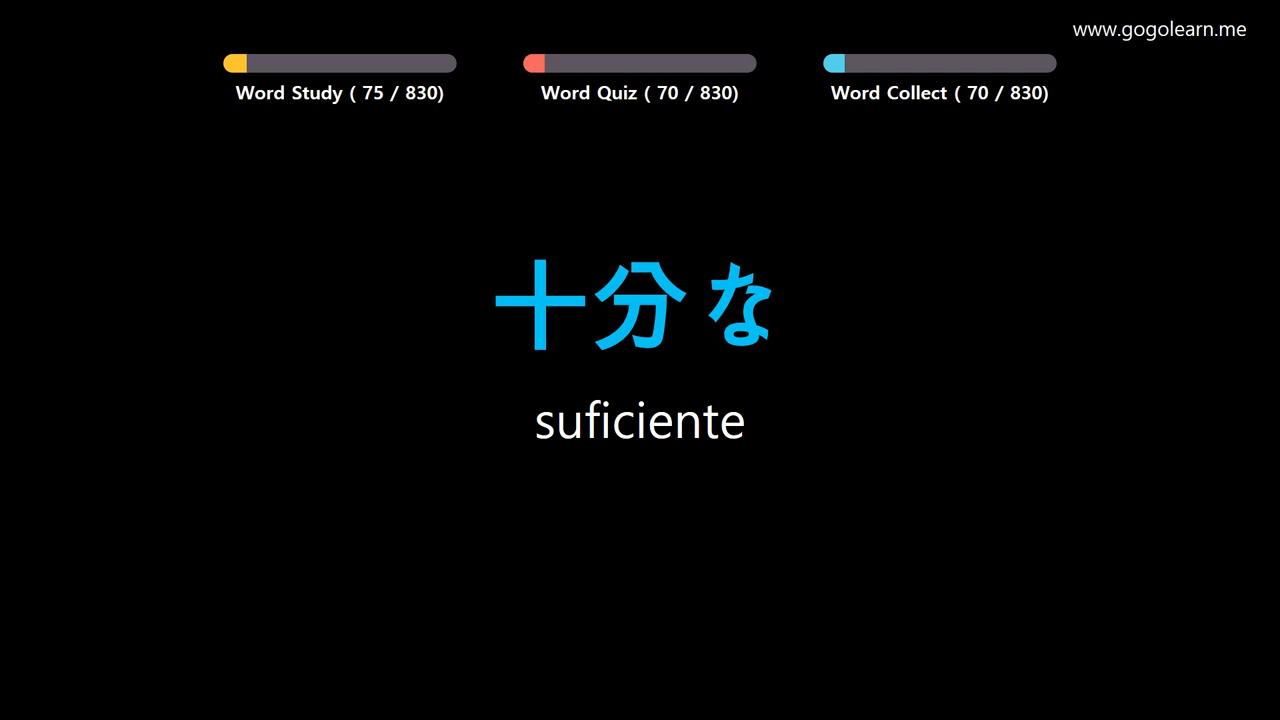 www.gogolearn.me
Word Study ( 75 / 830)
Word Quiz ( 70 / 830)
Word Collect ( 70 / 830)
十分な
suficiente